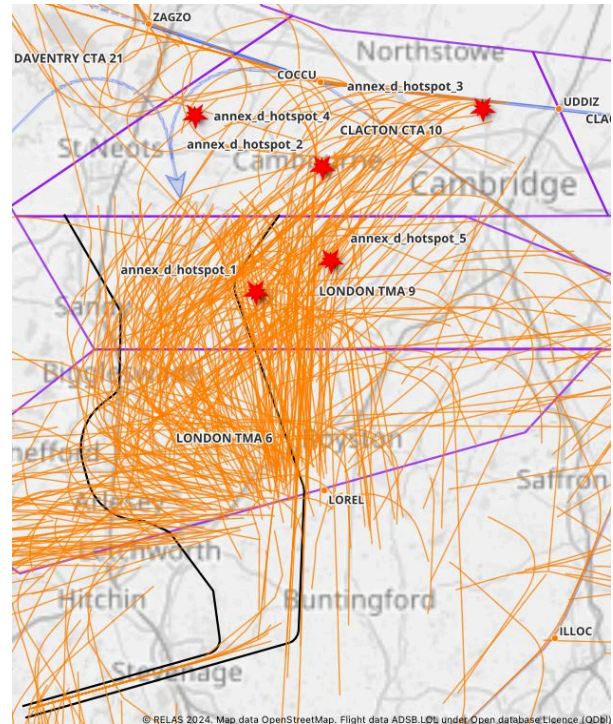 ZAGZO
Northstowe
DAVENTRY CTA 21
COCCU
annex_d_hotspot_3
UDDIZ
annex_d_hotspot_4
CLACTON CTA 10
St Neots
annex_d_hotspot_2
Cambourne
Cambridge
annex_d_hotspot_5
annex_d_hotspot_1
LONDON TMA 9
Sandy
Biggleswade
LONDON TMA 6
Royston
Saffron
LOREL
Letchworth
Hitchin
Buntingford
ILLOC
Stevenage
© RELAS 2024. Map data OpenStreetMap. Flight data ADSB.LOL under Open database Licence (ODbl)